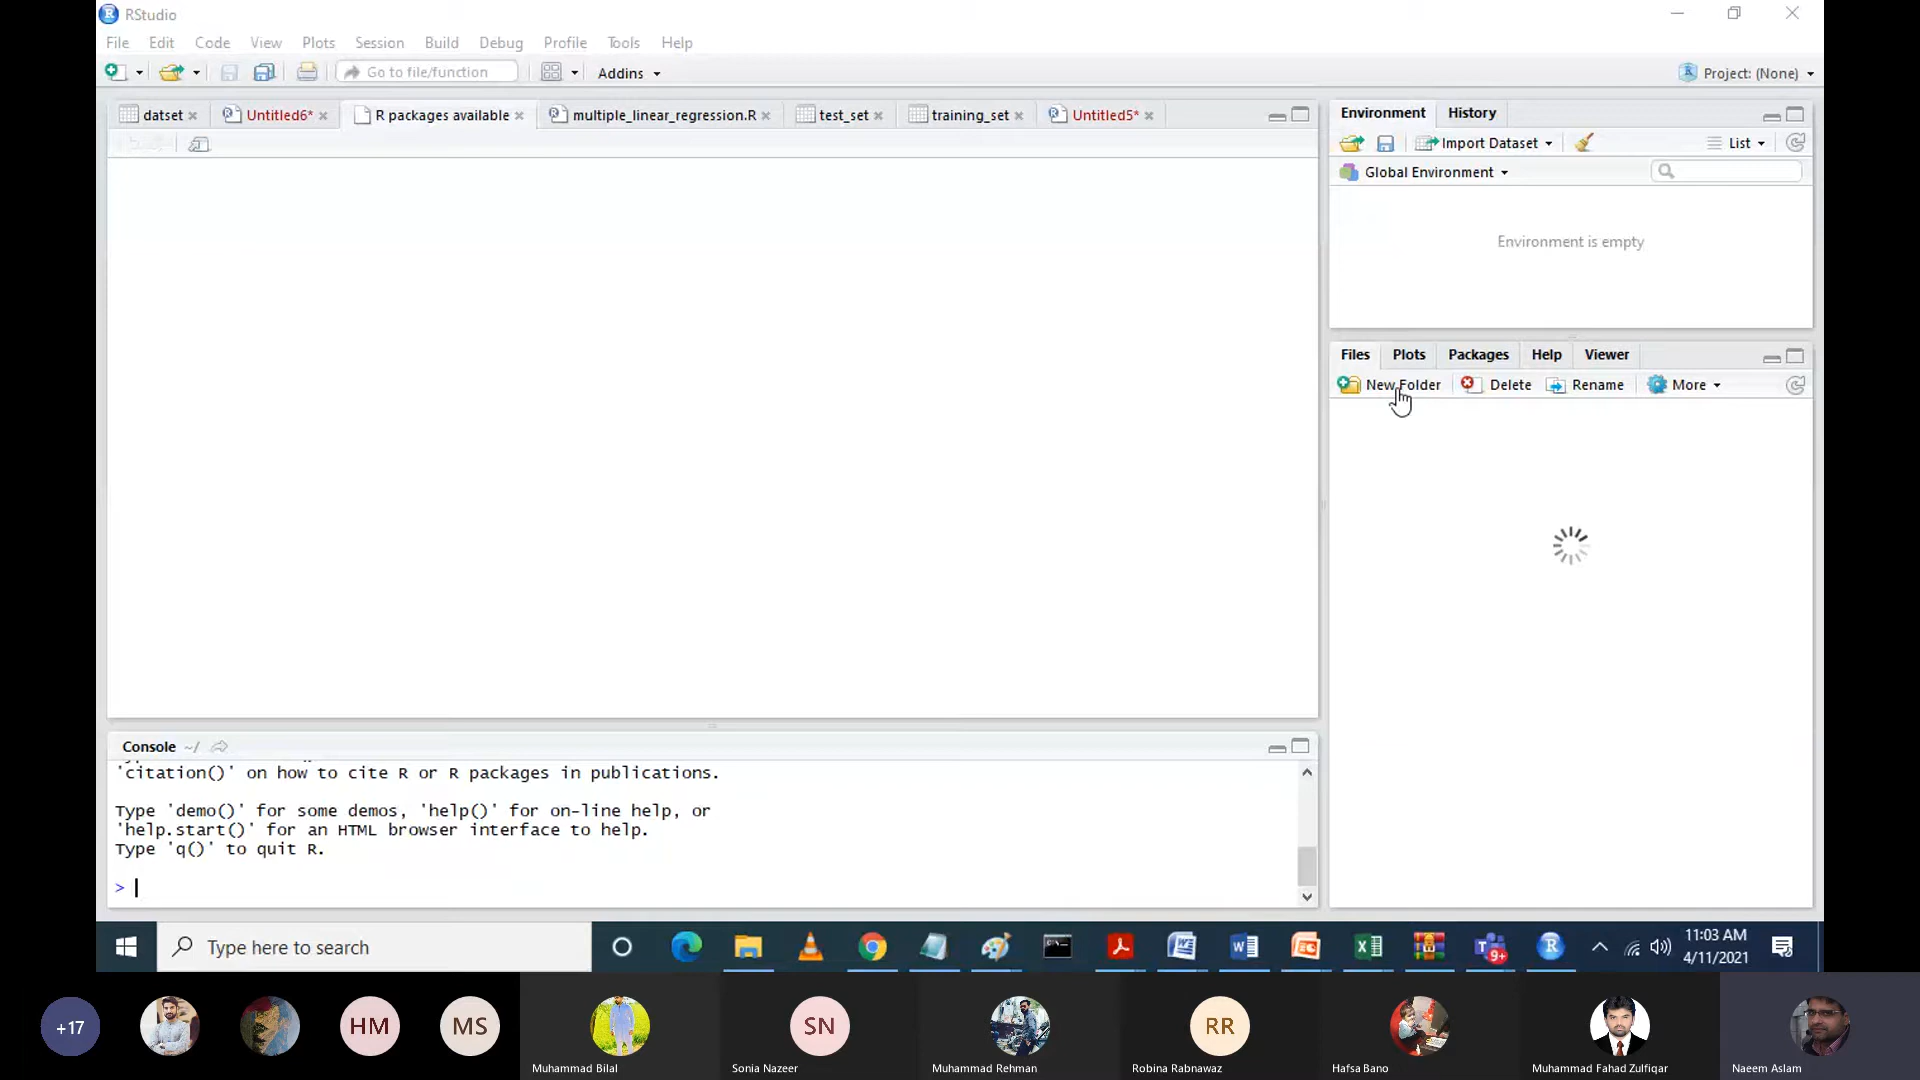 RStudio
File Edit Code View Plots Session Build Debug Profile Tools Help
Go to file/function Addins Project: (None)
datset Untitled6* R packages available multiple_linear_regression.R test_set training_set Untitled5*
Environment History
Import Dataset List
Global Environment
Environment is empty
Files Plots Packages Help Viewer
New Folder Delete Rename More
Console ~/
'citation()' on how to cite R or R packages in publications.
Type 'demo()' for some demos, 'help()' for on-line help, or
'help.start()' for an HTML browser interface to help.
Type 'q()' to quit R.
>
Type here to search
9+
11:03 AM
4/11/2021
+17 HM MS SN RR
Muhammad Bilal Sonia Nazeer Muhammad Rehman Robina Rabnawaz Hafsa Bano Muhammad Fahad Zulfiqar Naeem Aslam